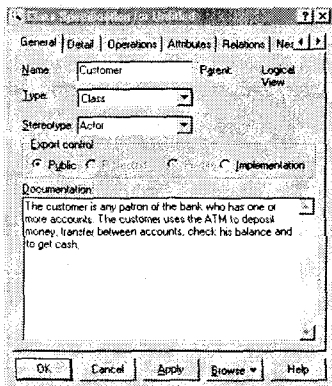 Class Specification for Untitled
General Detail Operations Attributes Relations Nes
Name: Customer Parent: Logical View
Type: Class
Stereotype: Actor
Export control
Public Protected Private Implementation
Documentation:
The customer is any patron of the bank who has one or
more accounts. The customer uses the ATM to deposit
money, transfer between accounts, check his balance and
to get cash.
OK Cancel Apply Browse Help